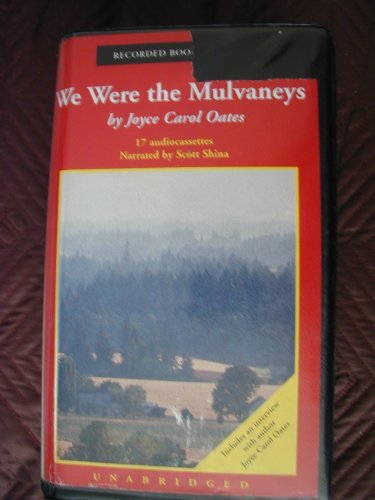 RECORDED BOO
We Were the Mulvaneys
by Joyce Carol Oates
17 audiocassettes
Narrated by Scott Shina
Includes an interview
with author
Joyce Carol Oates
UNABRIDGED